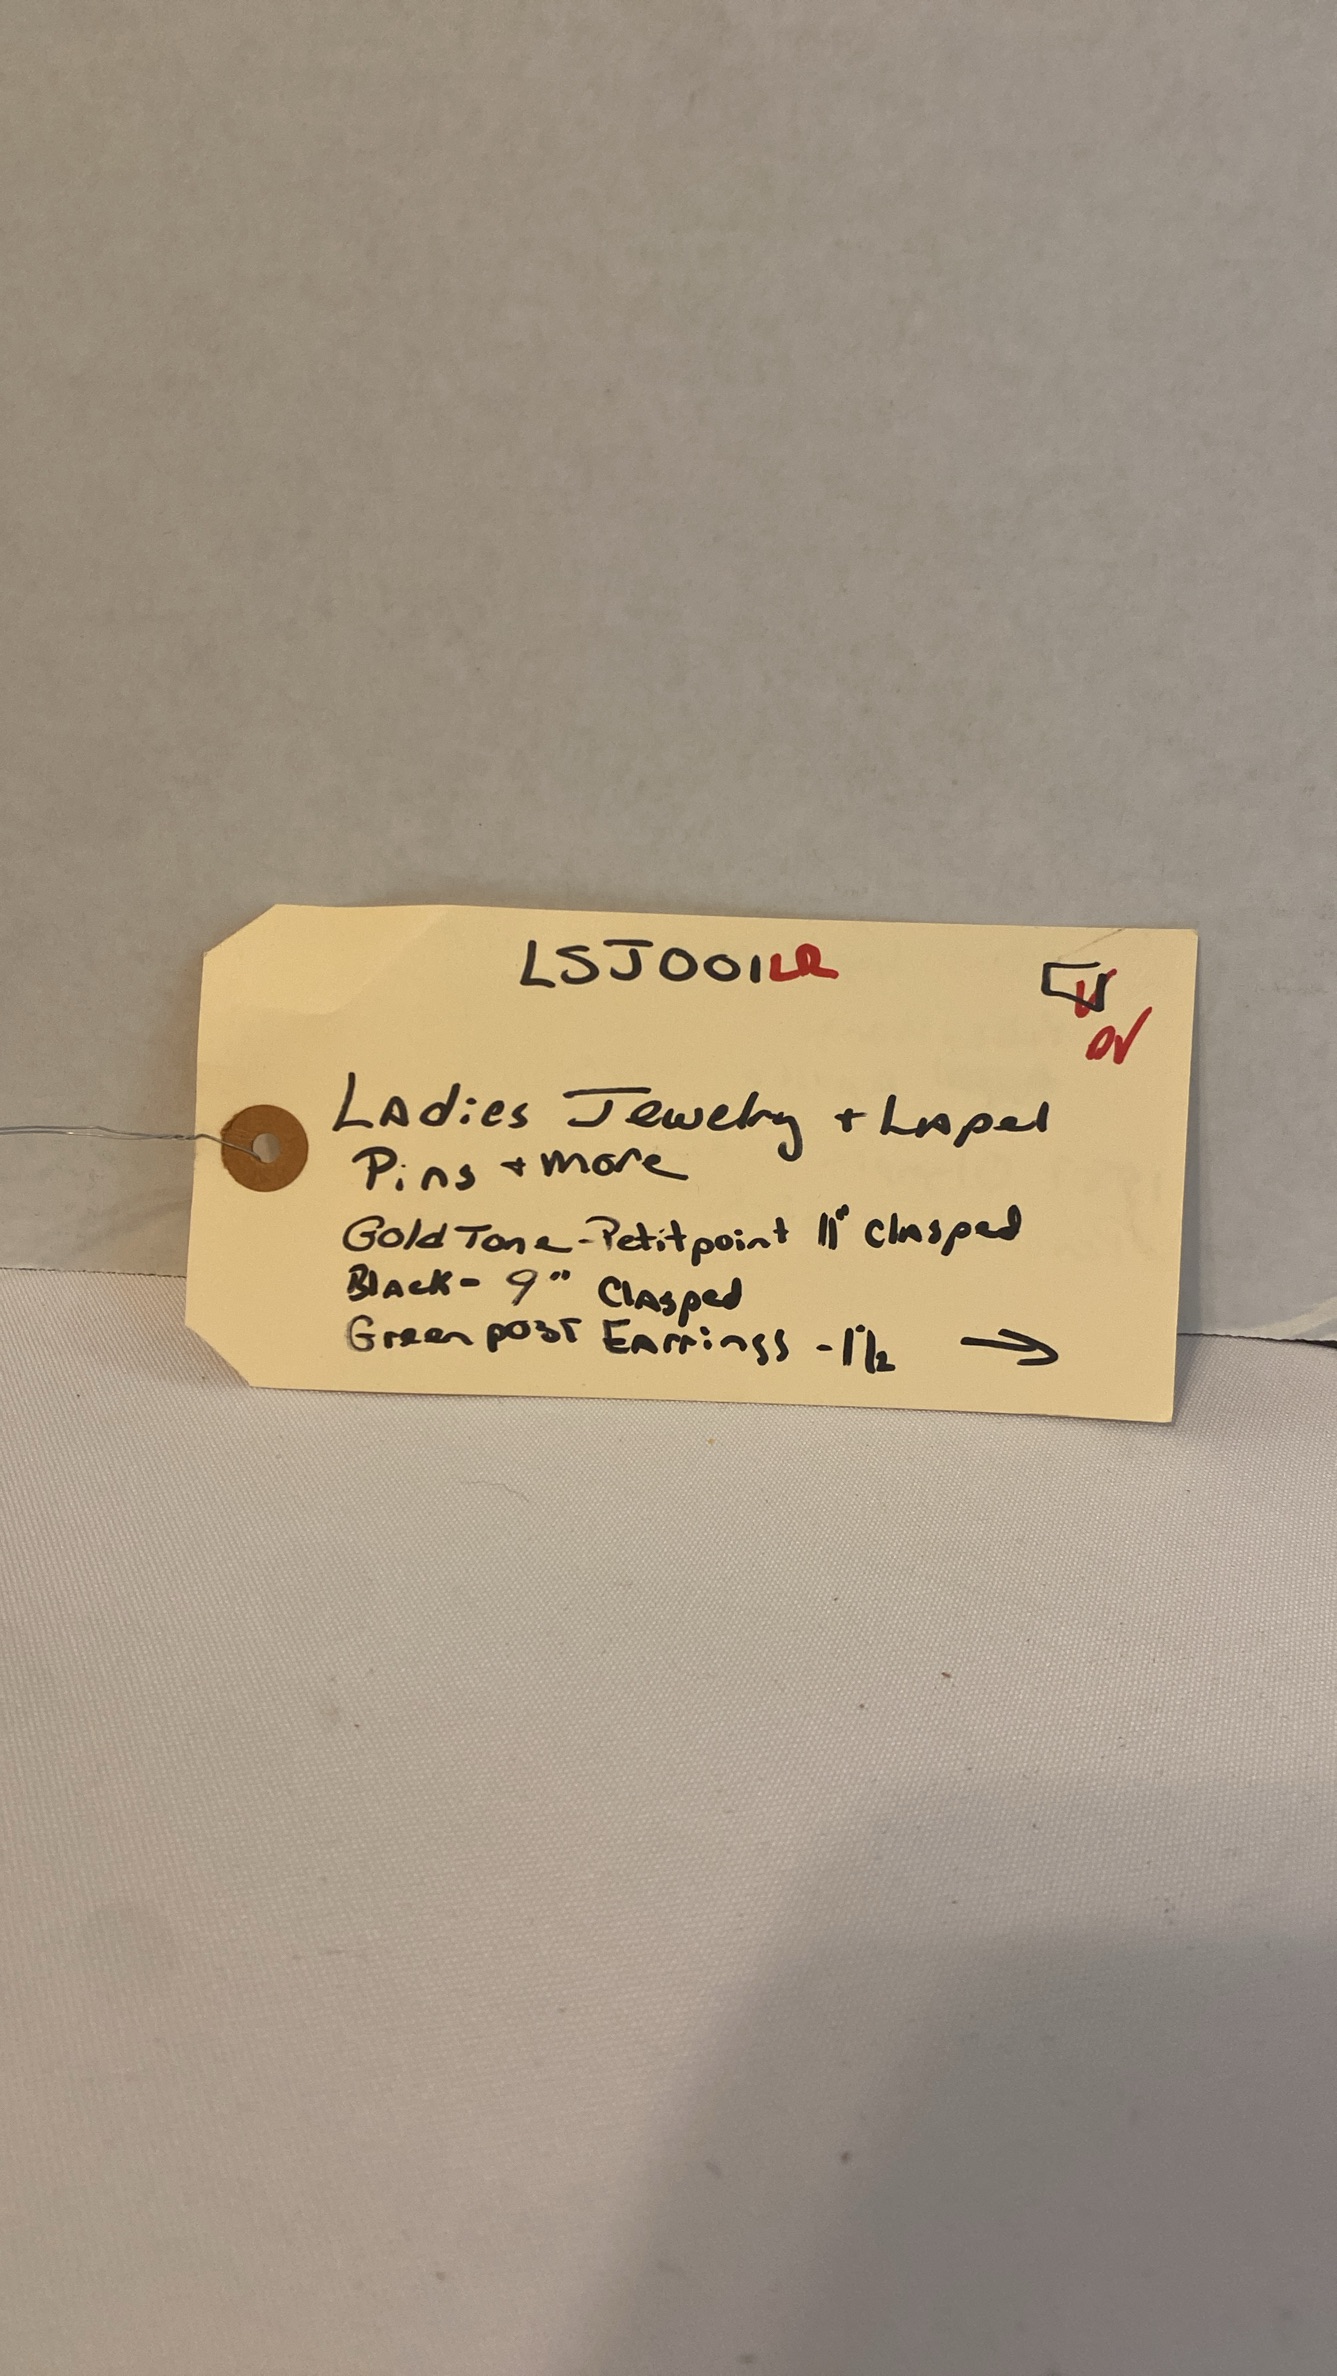 LSJ001LR
Ladies Jewelry + Lapel
Pins + more
Gold Tone - Petitpoint 11" Clasped
Black - 9" Clasped
Green post Earrings - 1 1/2 →